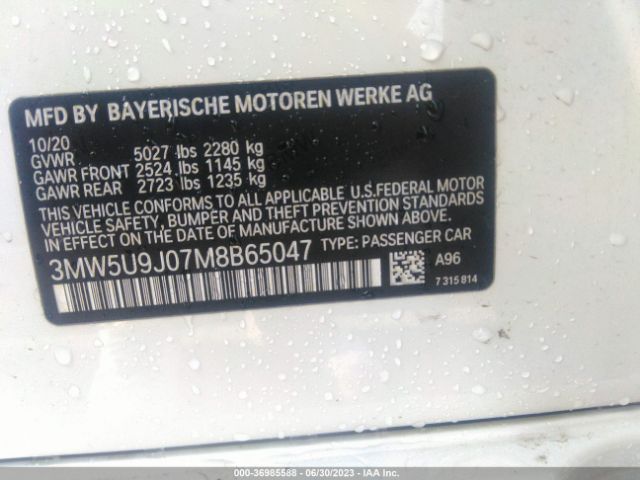 MFD BY BAYERISCHE MOTOREN WERKE AG
10/20
GVWR 5027 lbs 2280 kg
GAWR FRONT 2524 lbs 1145 kg
GAWR REAR 2723 lbs 1235 kg
THIS VEHICLE CONFORMS TO ALL APPLICABLE U.S.FEDERAL MOTOR
VEHICLE SAFETY, BUMPER AND THEFT PREVENTION STANDARDS
IN EFFECT ON THE DATE OF MANUFACTURE SHOWN ABOVE.
3MW5U9J07M8B65047 TYPE: PASSENGER CAR
A96
7 315 814
000-36985588 - 06/30/2023 - IAA Inc.